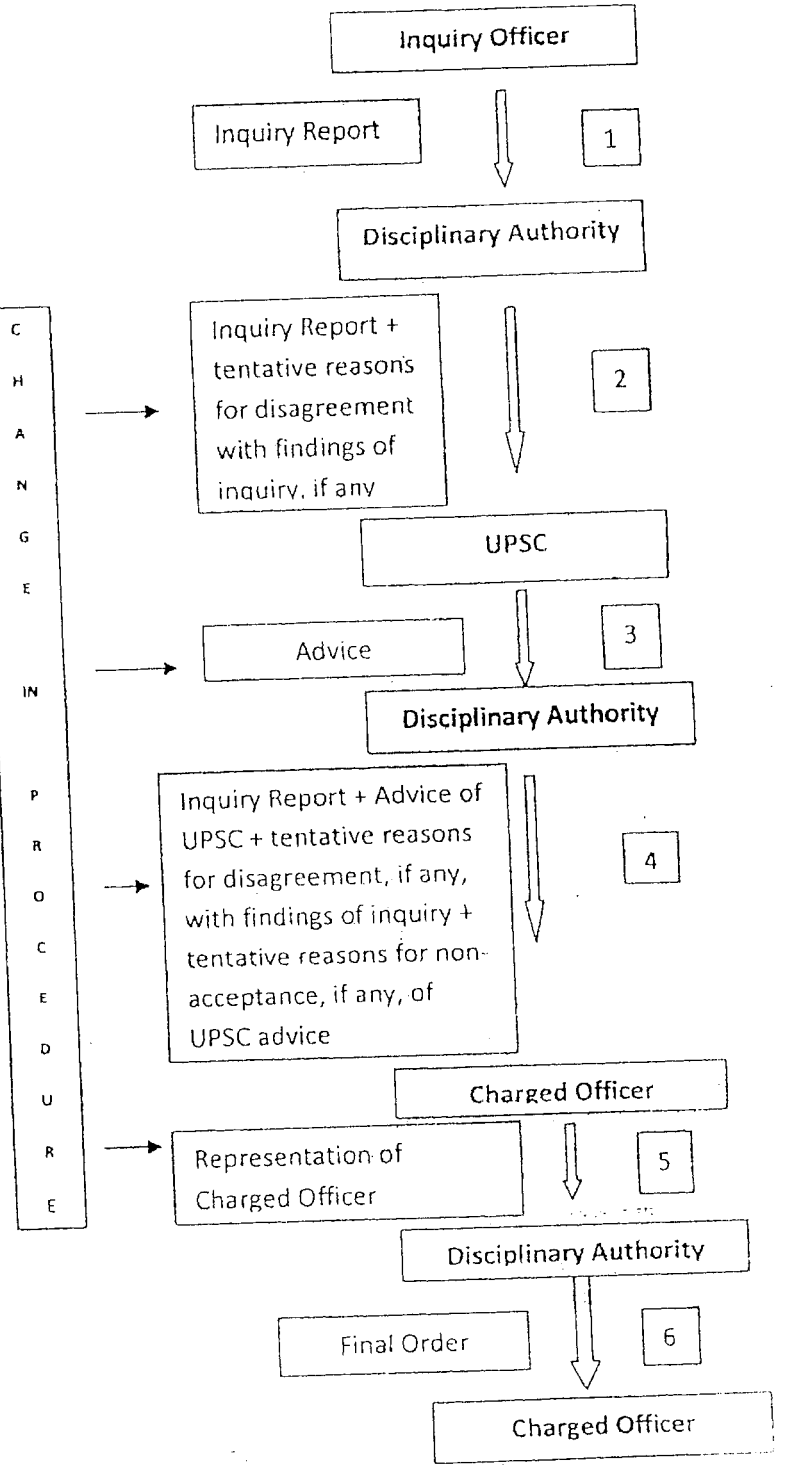 Inquiry Officer
Inquiry Report
1
Disciplinary Authority
Inquiry Report +
tentative reasons
for disagreement
with findings of
inquiry, if any
2
UPSC
Advice
3
Disciplinary Authority
Inquiry Report + Advice of
UPSC + tentative reasons
for disagreement, if any,
with findings of inquiry +
tentative reasons for non-
acceptance, if any, of
UPSC advice
4
Charged Officer
Representation of
Charged Officer
5
Disciplinary Authority
Final Order
6
Charged Officer
C
H
A
N
G
E
IN
P
R
O
C
E
D
U
R
E